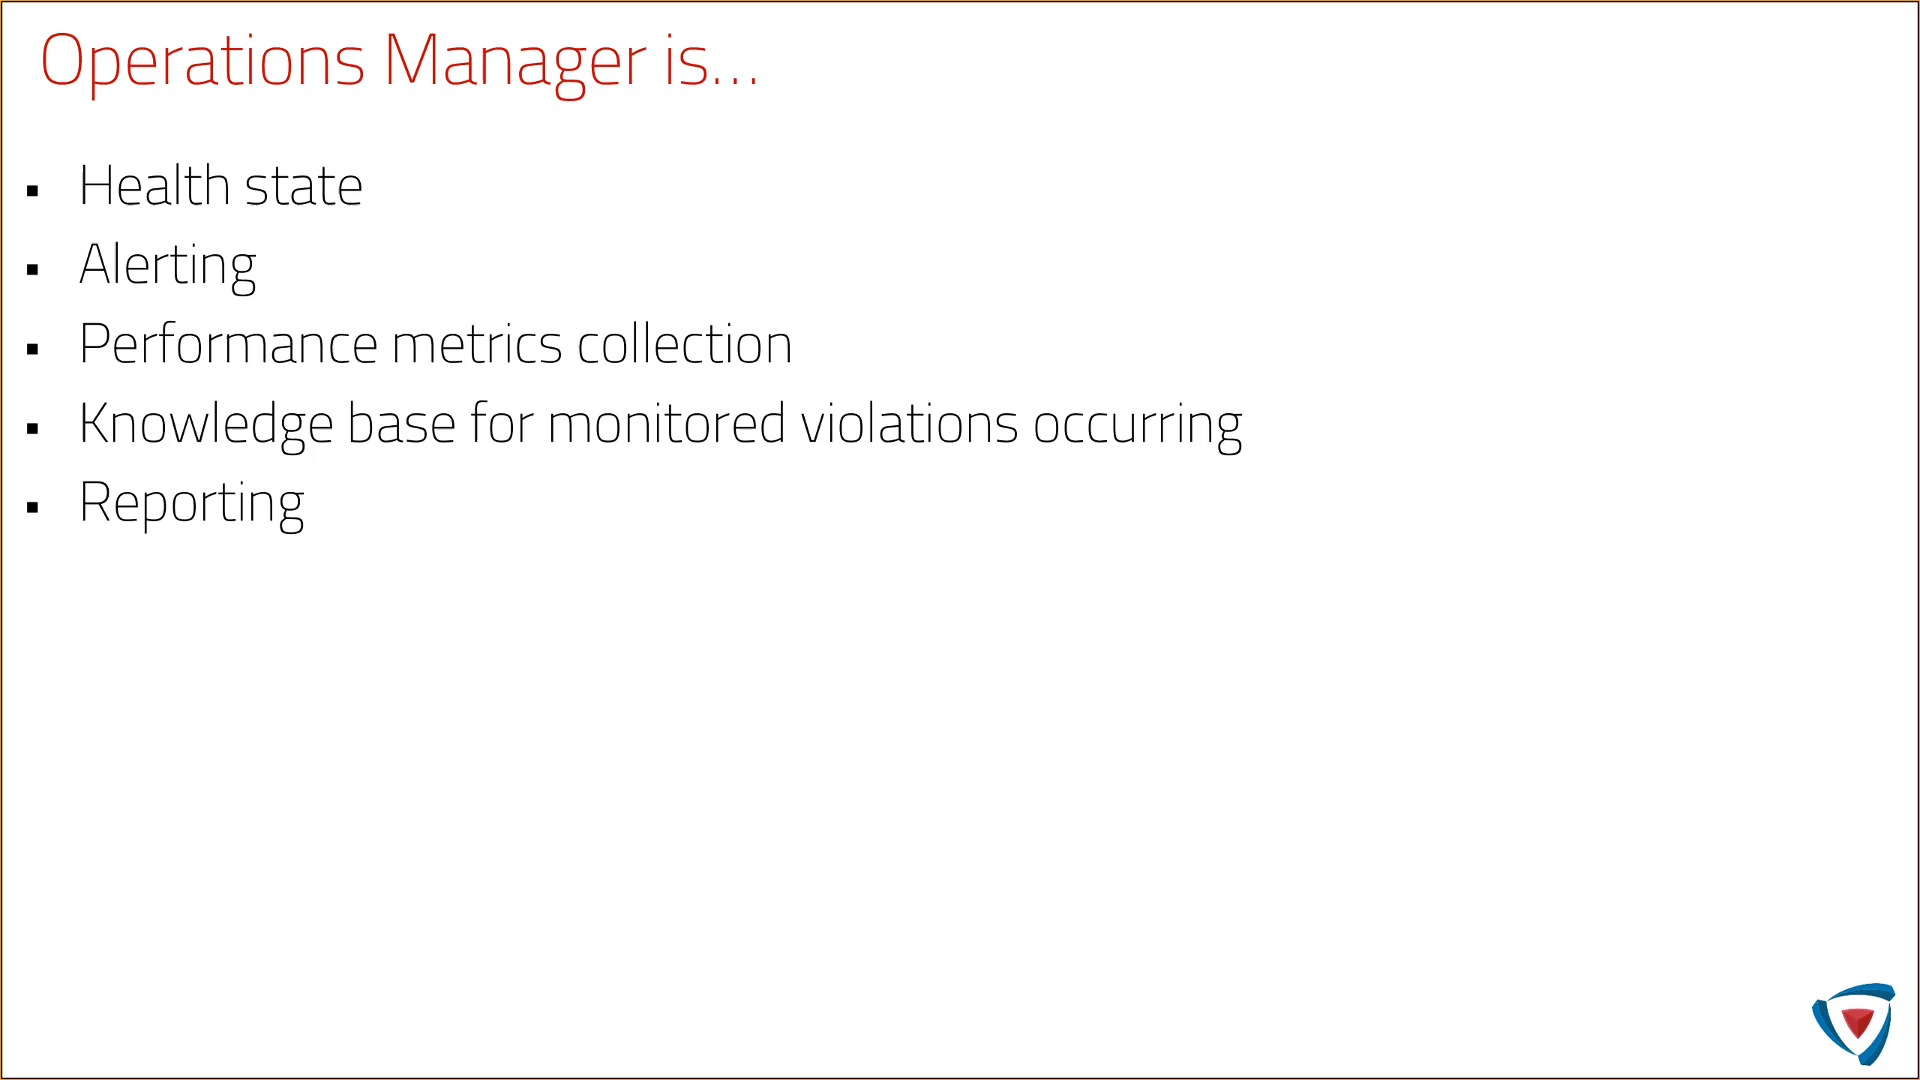 Operations Manager is...
▪ Health state
▪ Alerting
▪ Performance metrics collection
▪ Knowledge base for monitored violations occurring
▪ Reporting